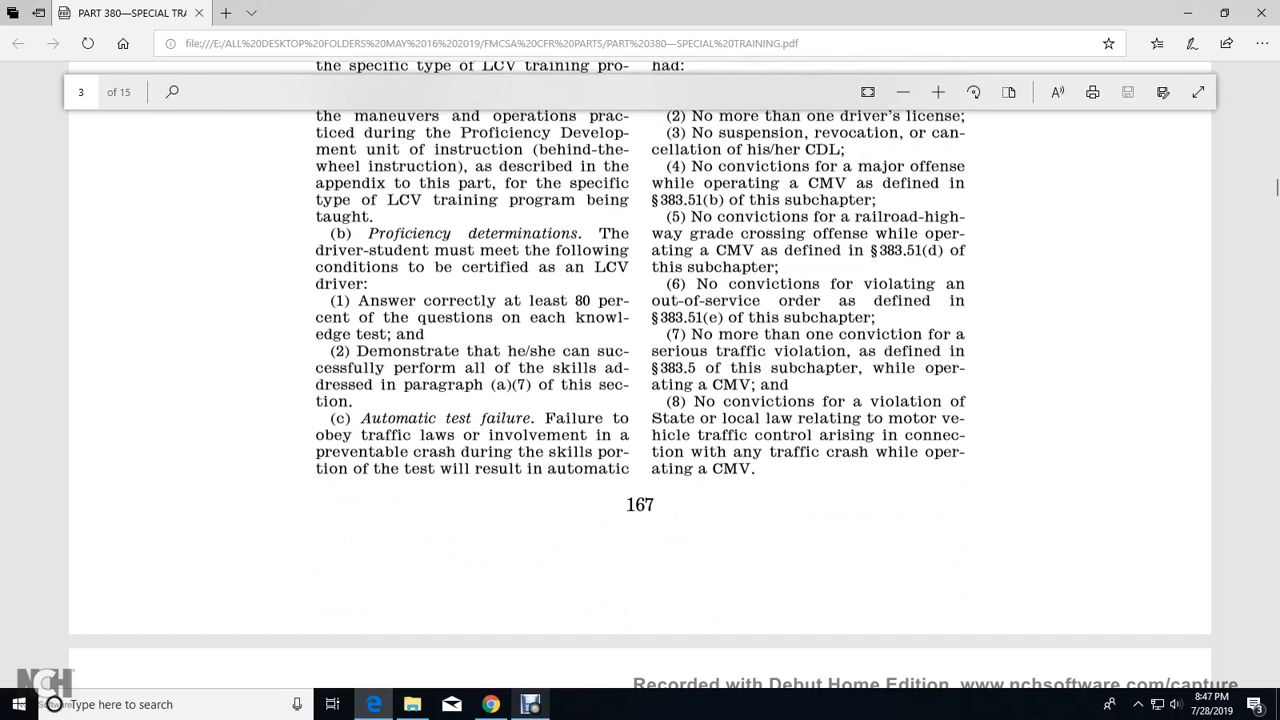 PART 380—SPECIAL TRA
file:///E:/ALL%20DESKTOP%20FOLDERS%20MAY%2016%202019/FMCSA%20CFR%20PARTS/PART%20380—SPECIAL%20TRAINING.pdf
3 of 15
the specific type of LCV training pro-
the maneuvers and operations prac-
ticed during the Proficiency Develop-
ment unit of instruction (behind-the-
wheel instruction), as described in the
appendix to this part, for the specific
type of LCV training program being
taught.
(b) Proficiency determinations. The
driver-student must meet the following
conditions to be certified as an LCV
driver:
(1) Answer correctly at least 80 per-
cent of the questions on each knowl-
edge test; and
(2) Demonstrate that he/she can suc-
cessfully perform all of the skills ad-
dressed in paragraph (a)(7) of this sec-
tion.
(c) Automatic test failure. Failure to
obey traffic laws or involvement in a
preventable crash during the skills por-
tion of the test will result in automatic
had:
(2) No more than one driver's license;
(3) No suspension, revocation, or can-
cellation of his/her CDL;
(4) No convictions for a major offense
while operating a CMV as defined in
§383.51(b) of this subchapter;
(5) No convictions for a railroad-high-
way grade crossing offense while oper-
ating a CMV as defined in §383.51(d) of
this subchapter;
(6) No convictions for violating an
out-of-service order as defined in
§383.51(e) of this subchapter;
(7) No more than one conviction for a
serious traffic violation, as defined in
§383.5 of this subchapter, while oper-
ating a CMV; and
(8) No convictions for a violation of
State or local law relating to motor ve-
hicle traffic control arising in connec-
tion with any traffic crash while oper-
ating a CMV.
167
NCH Software
Recorded with Debut Home Edition. www.nchsoftware.com/capture
Type here to search
8:47 PM
7/28/2019